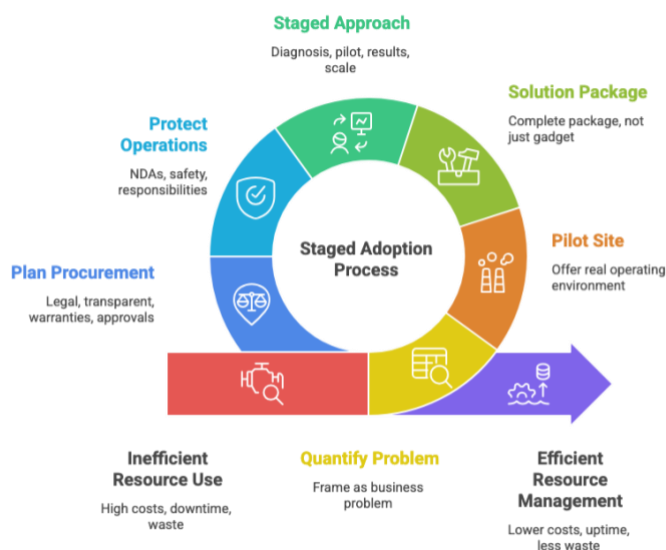 Staged Approach
Diagnosis, pilot, results,
scale
Solution Package
Complete package, not
just gadget
Protect
Operations
NDAs, safety,
responsibilities
Staged Adoption
Process
Pilot Site
Offer real operating
environment
Plan Procurement
Legal, transparent,
warranties, approvals
Inefficient
Resource Use
High costs, downtime,
waste
Quantify Problem
Frame as business
problem
Efficient
Resource
Management
Lower costs, uptime,
less waste